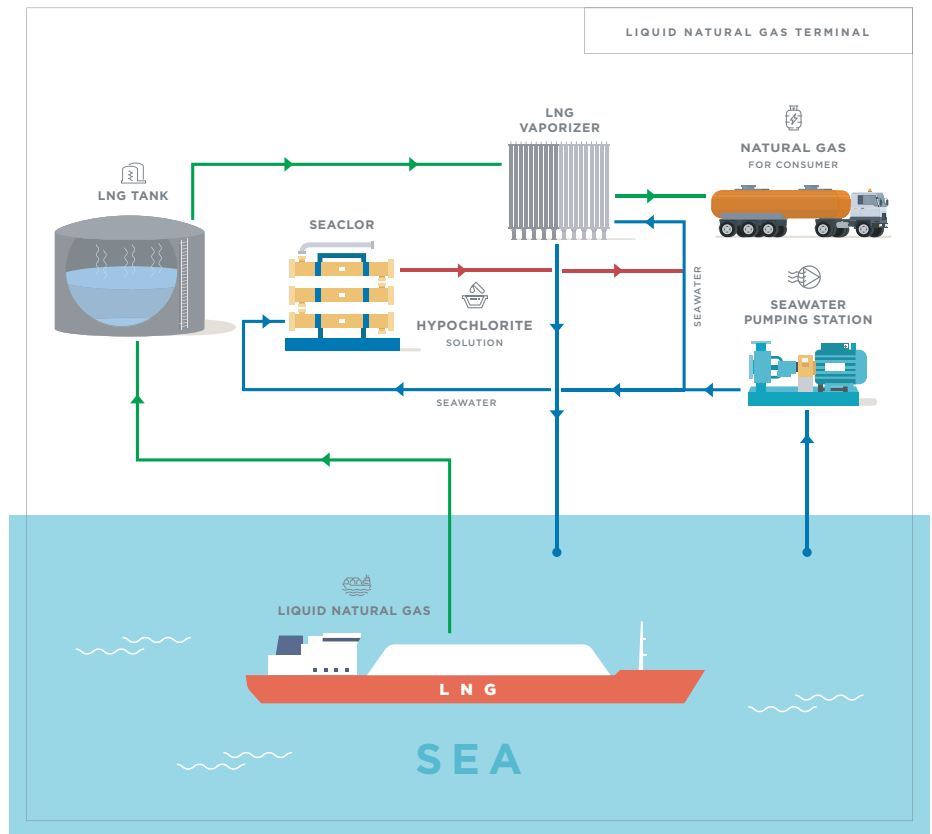 LIQUID NATURAL GAS TERMINAL
LNG
VAPORIZER
NATURAL GAS
FOR CONSUMER
LNG TANK
SEACLOR
HYPOCHLORITE
SOLUTION
SEAWATER
SEAWATER
PUMPING STATION
SEAWATER
LIQUID NATURAL GAS
LNG
SEA